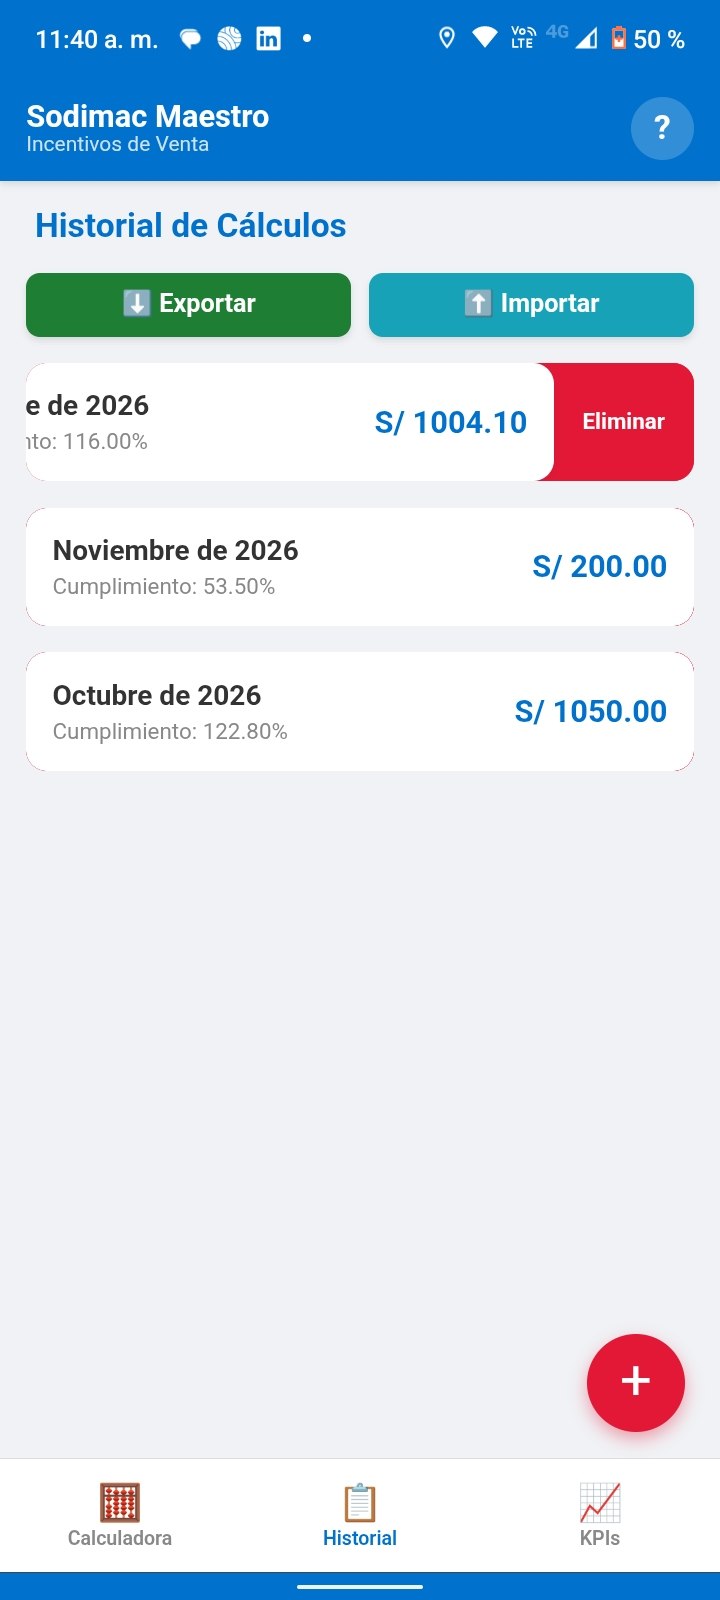 11:40 a. m.
VoLTE 4G 50 %
Sodimac Maestro
Incentivos de Venta
?
Historial de Cálculos
Exportar
Importar
e de 2026
nto: 116.00%
S/ 1004.10
Eliminar
Noviembre de 2026
Cumplimiento: 53.50%
S/ 200.00
Octubre de 2026
Cumplimiento: 122.80%
S/ 1050.00
+
Calculadora
Historial
KPIs